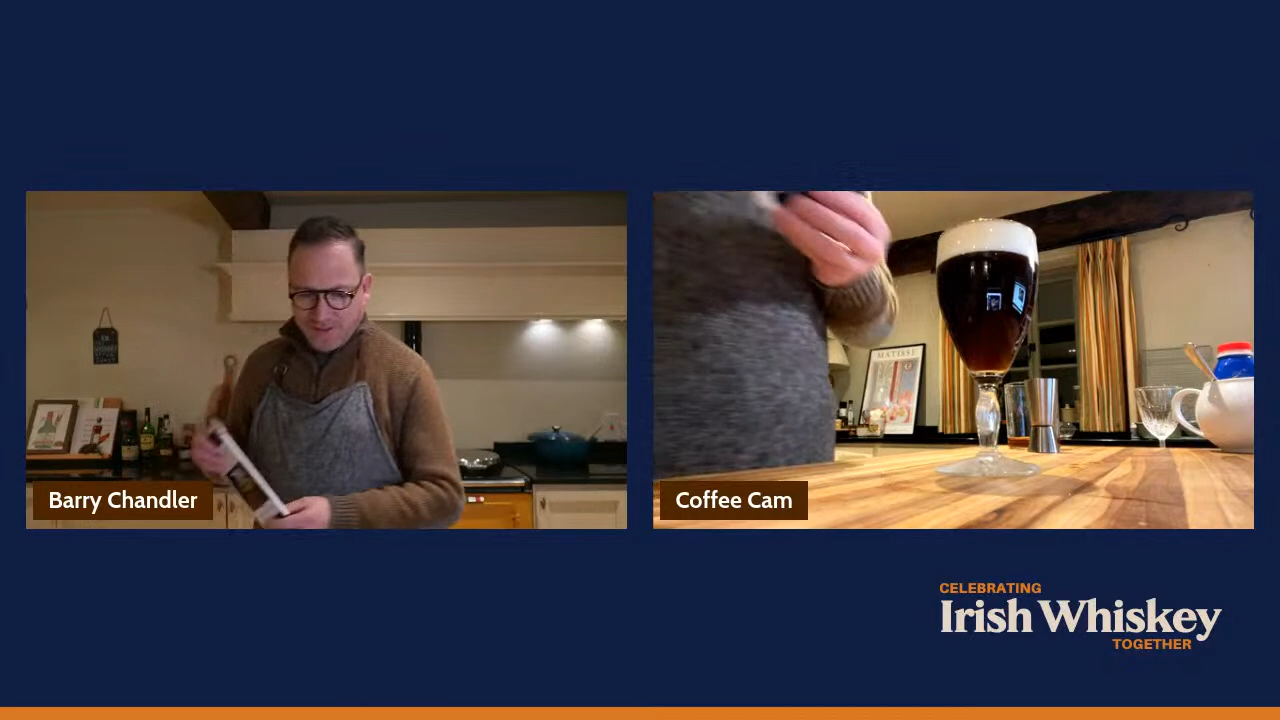 MATISSE
Barry Chandler
Coffee Cam
CELEBRATING
Irish Whiskey
TOGETHER